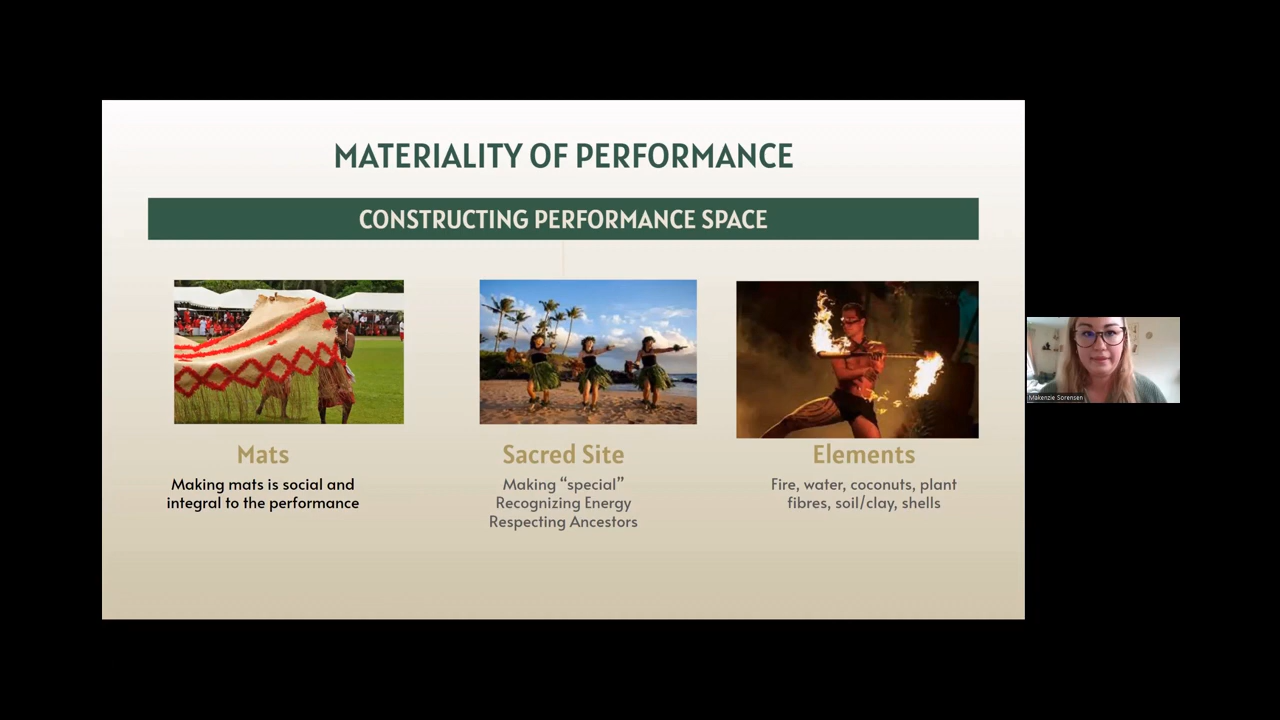 MATERIALITY OF PERFORMANCE
CONSTRUCTING PERFORMANCE SPACE
Mats
Making mats is social and
integral to the performance
Sacred Site
Making “special”
Recognizing Energy
Respecting Ancestors
Elements
Fire, water, coconuts, plant
fibres, soil/clay, shells
Makenzie Sorensen